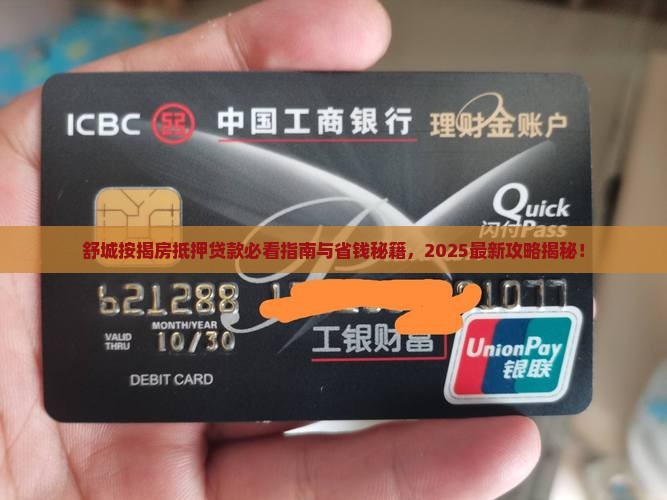 ICBC 中国工商银行 理财金账户
Quick
闪付Pass
舒城按揭房抵押贷款必看指南与省钱秘籍，2025最新攻略揭秘！
621288 1077
MONTH/YEAR
VALID THRU 10/30
工银财富
UnionPay
银联
DEBIT CARD